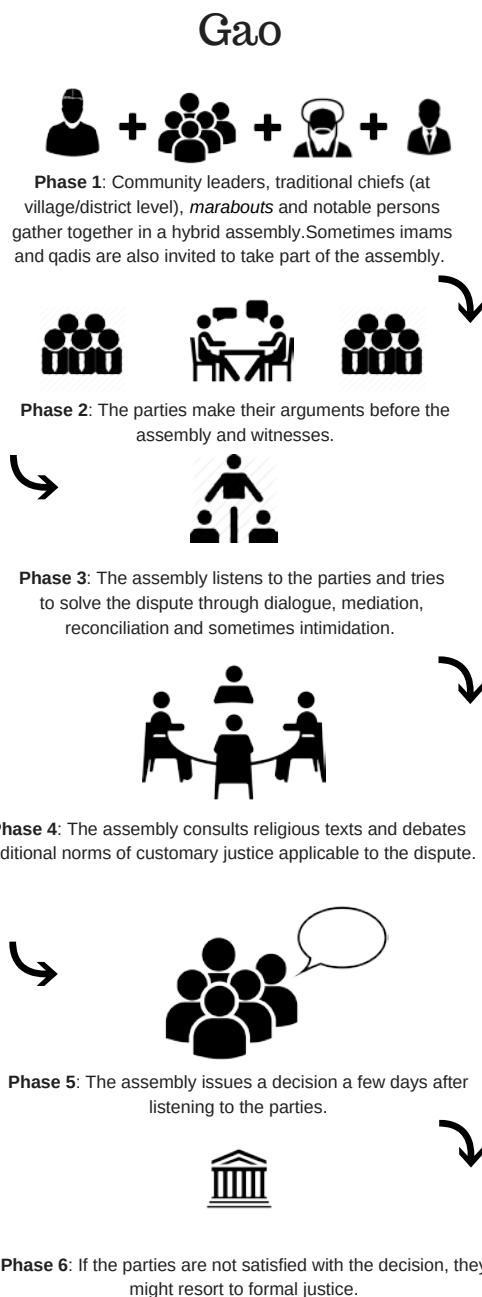 Gao
Phase 1: Community leaders, traditional chiefs (at
village/district level), marabouts and notable persons
gather together in a hybrid assembly.Sometimes imams
and qadis are also invited to take part of the assembly.
Phase 2: The parties make their arguments before the
assembly and witnesses.
Phase 3: The assembly listens to the parties and tries
to solve the dispute through dialogue, mediation,
reconciliation and sometimes intimidation.
hase 4: The assembly consults religious texts and debates
ditional norms of customary justice applicable to the dispute.
Phase 5: The assembly issues a decision a few days after
listening to the parties.
Phase 6: If the parties are not satisfied with the decision, they
might resort to formal justice.